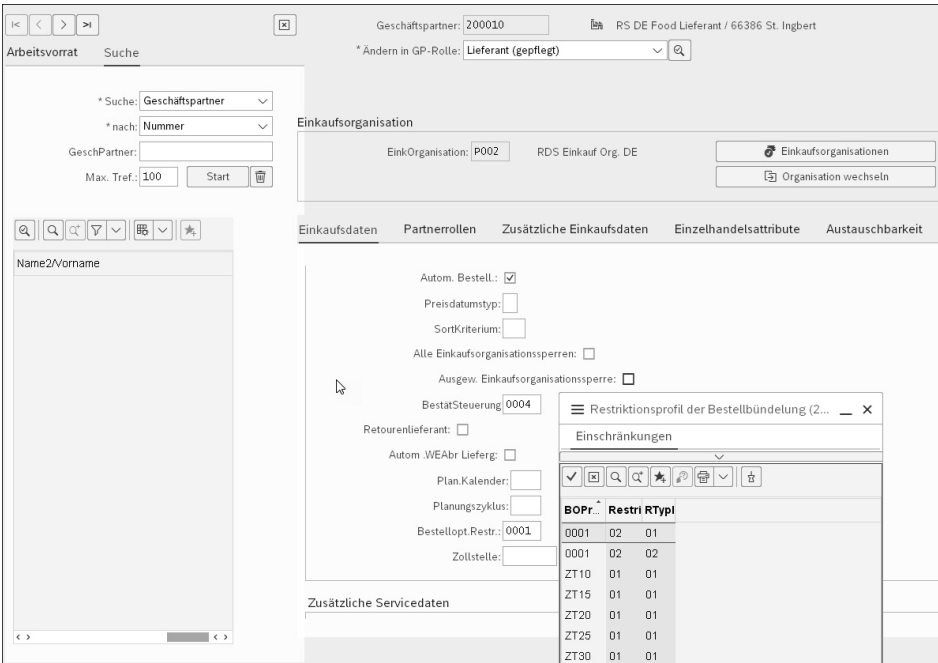 Geschäftspartner: 200010 RS DE Food Lieferant / 66386 St. Ingbert
Arbeitsvorrat Suche
* Ändern in GP-Rolle: Lieferant (gepflegt)
* Suche: Geschäftspartner
* nach: Nummer
GeschPartner:
Max. Tref.: 100 Start
Name2/Vorname
Einkaufsorganisation
EinkOrganisation: P002 RDS Einkauf Org. DE Einkaufsorganisationen
Organisation wechseln
Einkaufsdaten Partnerrollen Zusätzliche Einkaufsdaten Einzelhandelsattribute Austauschbarkeit
Autom. Bestell.:
Preisdatumstyp:
SortKriterium:
Alle Einkaufsorganisationssperren:
Ausgew. Einkaufsorganisationssperre:
BestätSteuerung 0004
Retourenlieferant:
Autom .WEAbr Lieferg:
Plan.Kalender:
Planungszyklus:
Bestellopt.Restr.: 0001
Zollstelle:
Zusätzliche Servicedaten
Restriktionsprofil der Bestellbündelung (2...
Einschränkungen
BOPr... Restri RTypl
0001 02 01
0001 02 02
ZT10 01 01
ZT15 01 01
ZT20 01 01
ZT25 01 01
ZT30 01 01